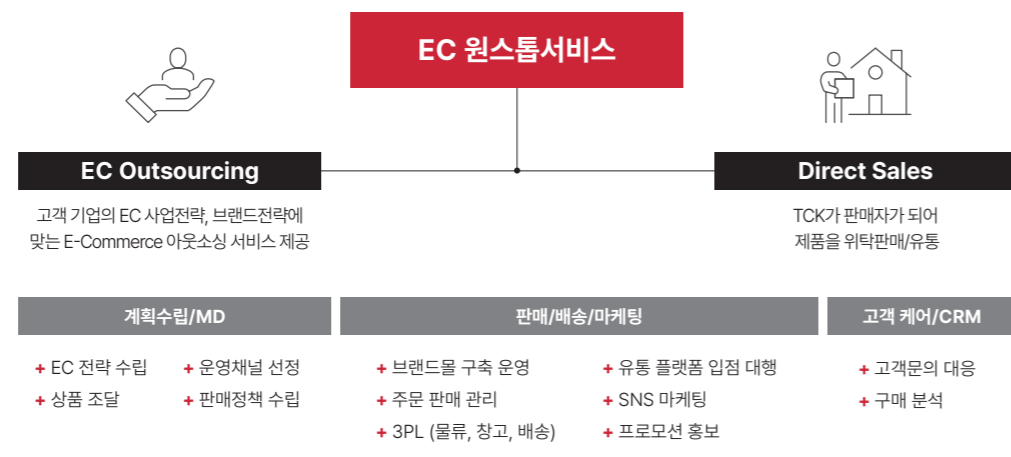 EC 원스톱서비스
EC Outsourcing
고객 기업의 EC 사업전략, 브랜드전략에
맞는 E-Commerce 아웃소싱 서비스 제공
Direct Sales
TCK가 판매자가 되어
제품을 위탁판매/유통
계획수립/MD
+ EC 전략 수립
+ 운영채널 선정
+ 상품 조달
+ 판매정책 수립
판매/배송/마케팅
+ 브랜드몰 구축 운영
+ 유통 플랫폼 입점 대행
+ 주문 판매 관리
+ SNS 마케팅
+ 3PL (물류, 창고, 배송)
+ 프로모션 홍보
고객 케어/CRM
+ 고객문의 대응
+ 구매 분석